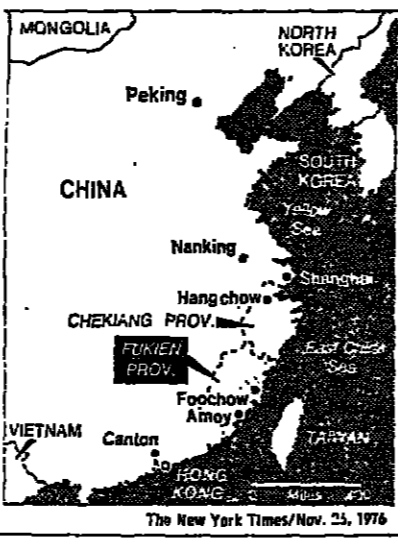 MONGOLIA
NORTH
KOREA
Peking
SOUTH
KOREA
CHINA
Yellow
Sea
Nanking
Shanghai
Hangchow
CHEKIANG PROV.
East China
Sea
FUKIEN
PROV.
Foochow
Amoy
VIETNAM
Canton
TAIWAN
HONG
KONG
0 Miles
The New York Times/Nov. 25, 1976